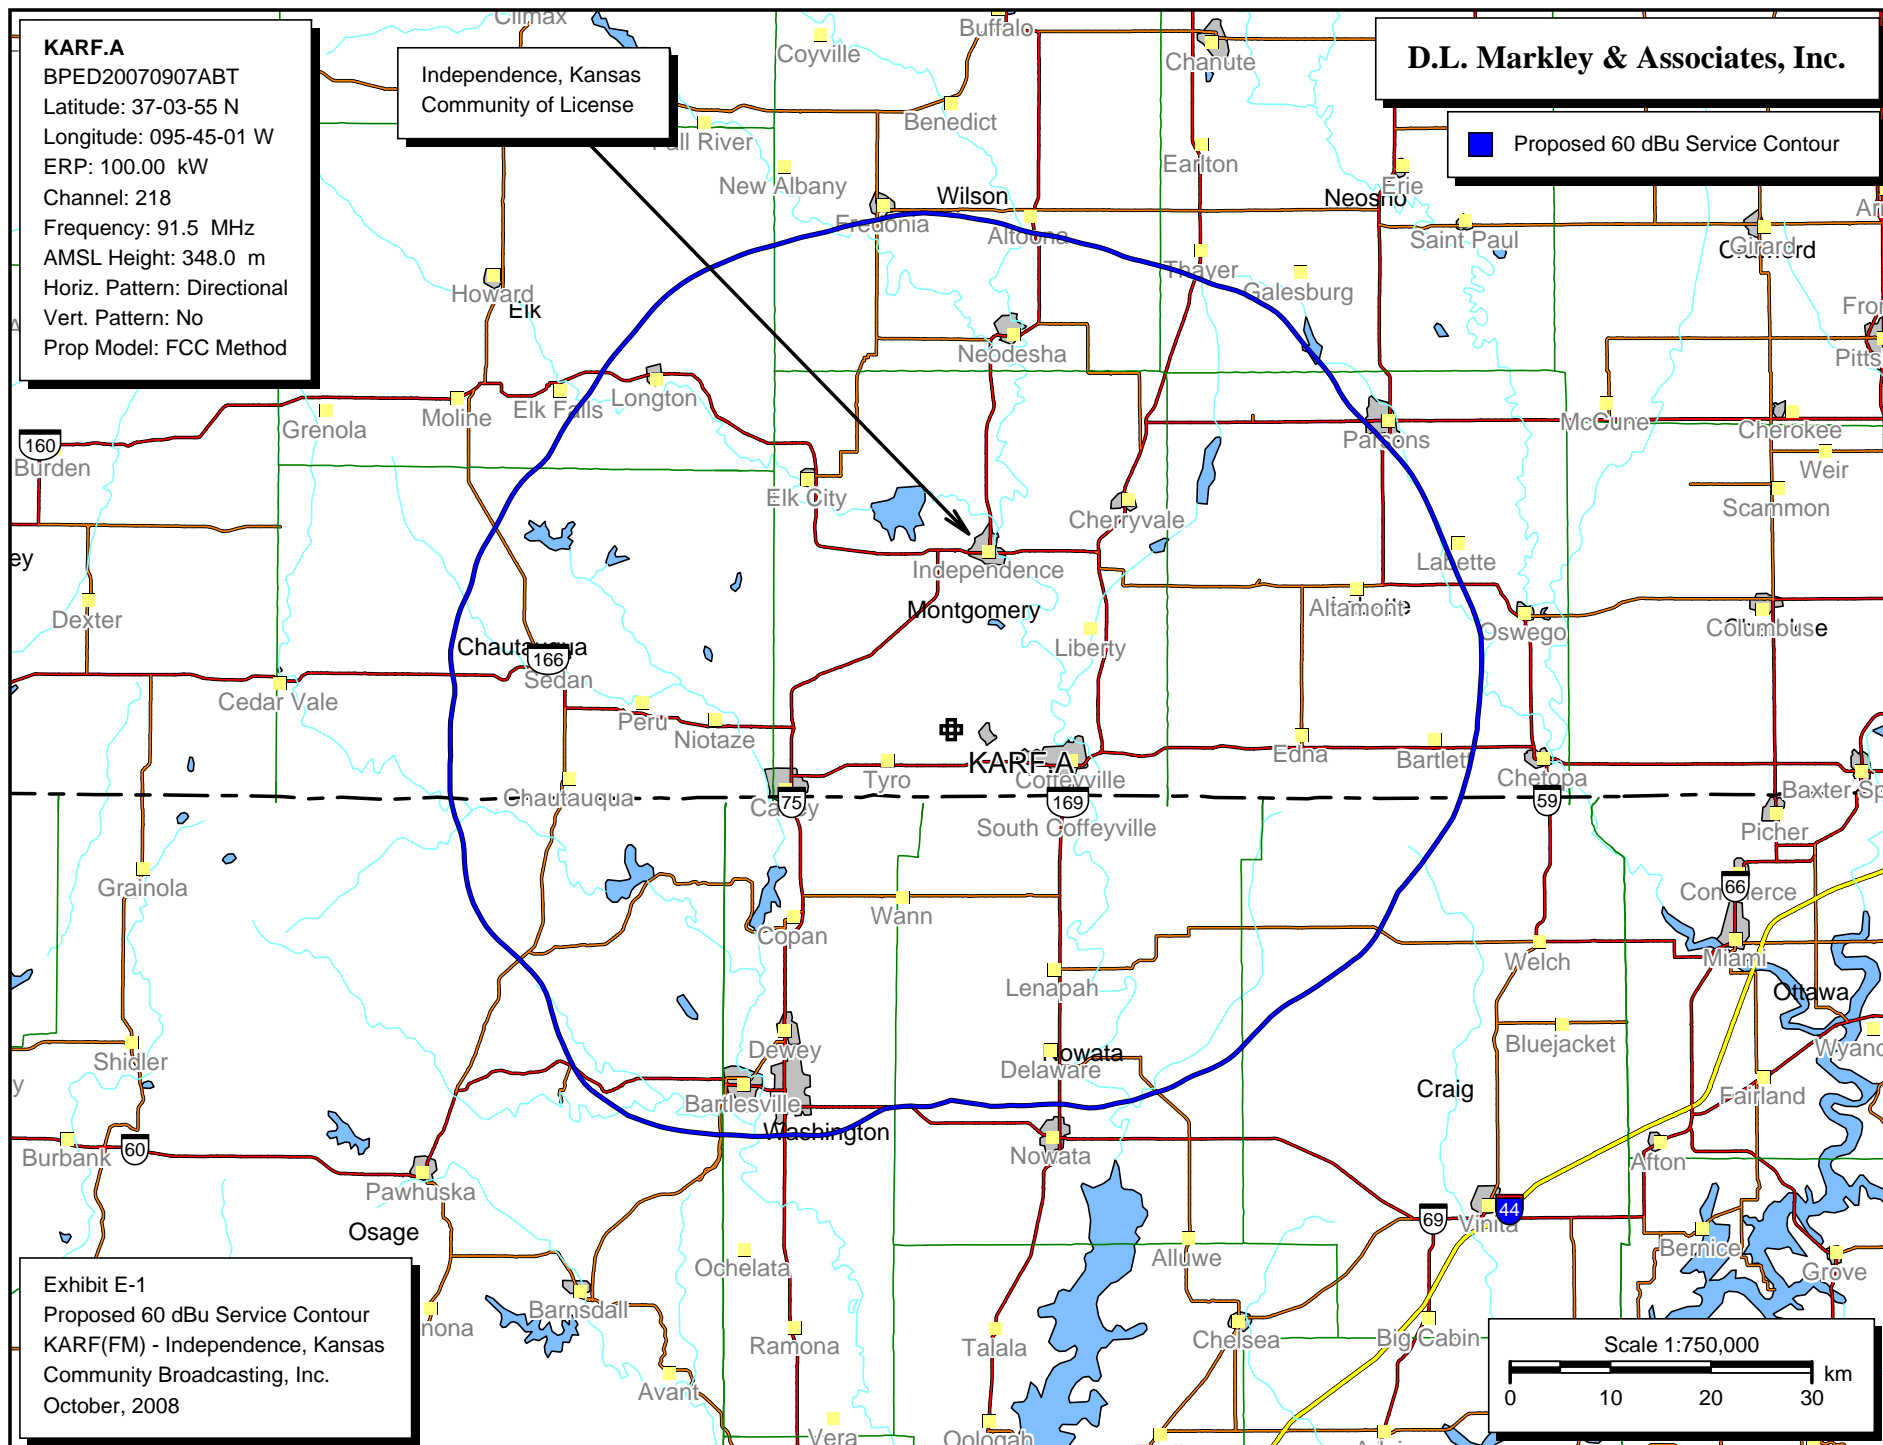 KARF.A
BPED20070907ABT
Latitude: 37-03-55 N
Longitude: 095-45-01 W
ERP: 100.00 kW
Channel: 218
Frequency: 91.5 MHz
AMSL Height: 348.0 m
Horiz. Pattern: Directional
Vert. Pattern: No
Prop Model: FCC Method
Independence, Kansas
Community of License
D.L. Markley & Associates, Inc.
Proposed 60 dBu Service Contour
Climax
Buffalo
Coyville
Chanute
Benedict
Fall River
Earlton
New Albany
Erie
Wilson
Neosho
Fredonia
Altoona
Saint Paul
Girard
Crawford
Thayer
Galesburg
Howard
Elk
Neodesha
Moline
Elk Falls
Longton
Grenola
McCune
Cherokee
Parsons
160
Burden
Weir
Elk City
Scammon
Cherryvale
Independence
Labette
Montgomery
Dexter
Altamont
Oswego
Columbus
Chautauqua
166
Sedan
Liberty
Cedar Vale
Peru
Niotaze
Edna
Bartlett
KARF.A
Tyro
Coffeyville
Chetopa
Chautauqua
Caney
75
169
59
South Coffeyville
Picher
Grainola
66
Commerce
Wann
Copan
Welch
Miami
Lenapah
Ottawa
Dewey
Nowata
Delaware
Bluejacket
Shidler
Craig
Fairland
Bartlesville
Washington
Burbank
60
Nowata
Afton
Pawhuska
69
44
Vinita
Osage
Alluwe
Bernice
Ochelata
Grove
Barnsdall
Ramona
Talala
Chelsea
Big Cabin
Avant
Vera
Oologah
Exhibit E-1
Proposed 60 dBu Service Contour
KARF(FM) - Independence, Kansas
Community Broadcasting, Inc.
October, 2008
Scale 1:750,000
km
0 10 20 30